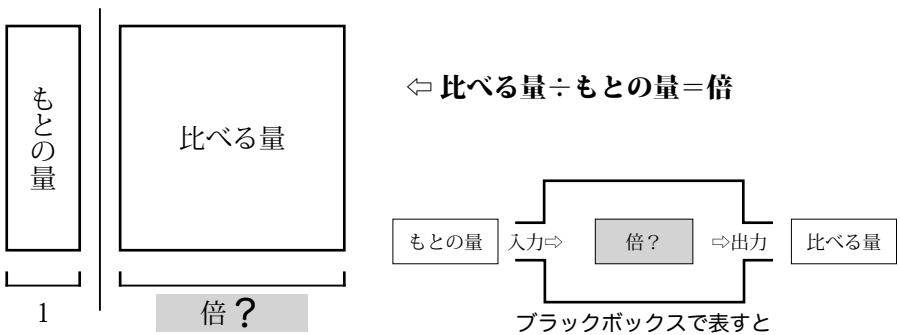 もとの量
比べる量
1
倍？
⇦ 比べる量÷もとの量＝倍
もとの量 入力⇨ 倍？ ⇨出力 比べる量
ブラックボックスで表すと